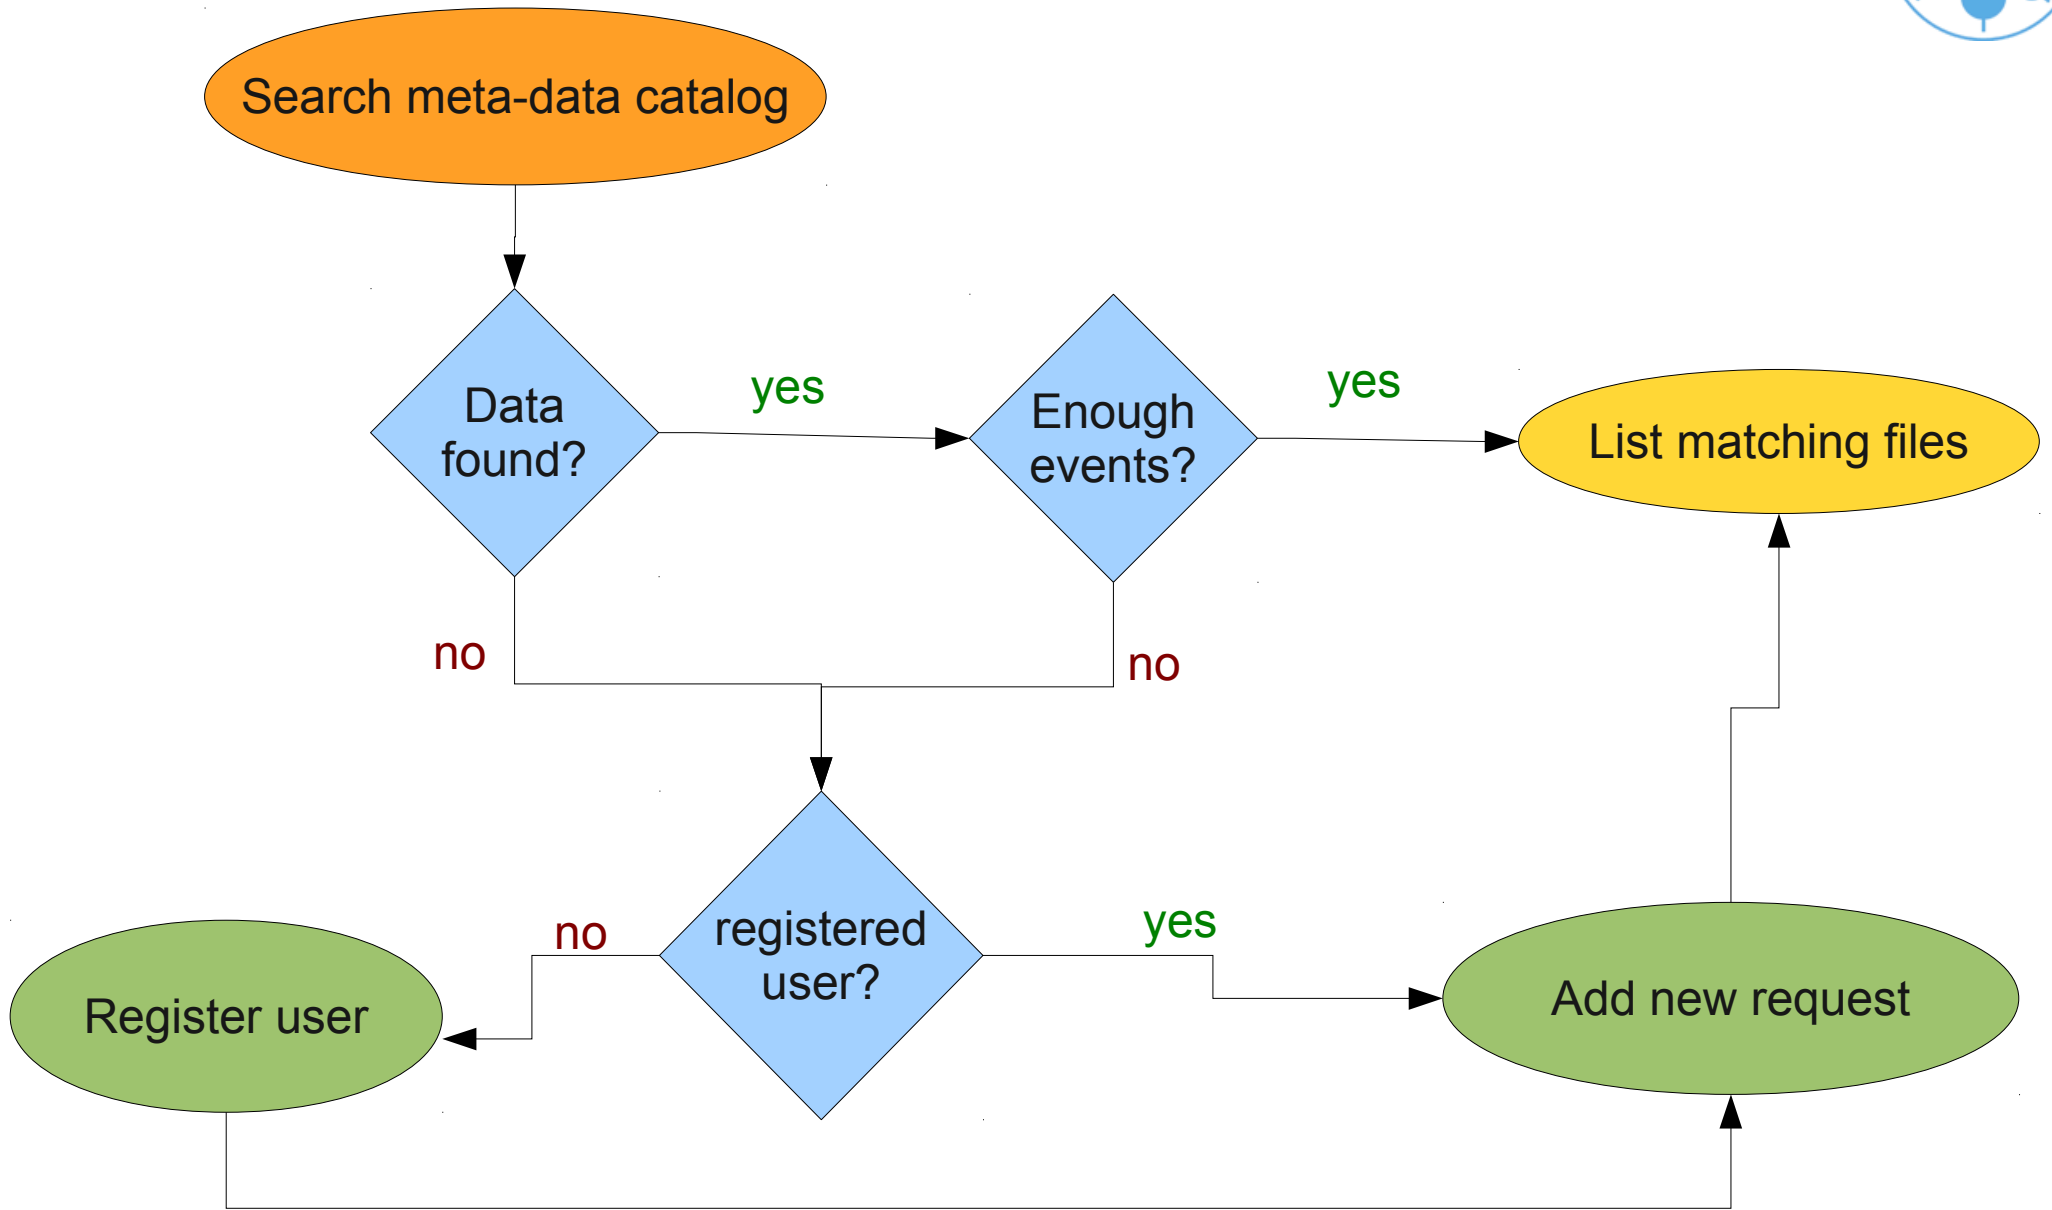 Search meta-data catalog
Data
found?
yes
Enough
events?
yes
List matching files
no
no
registered
user?
no
yes
Register user
Add new request